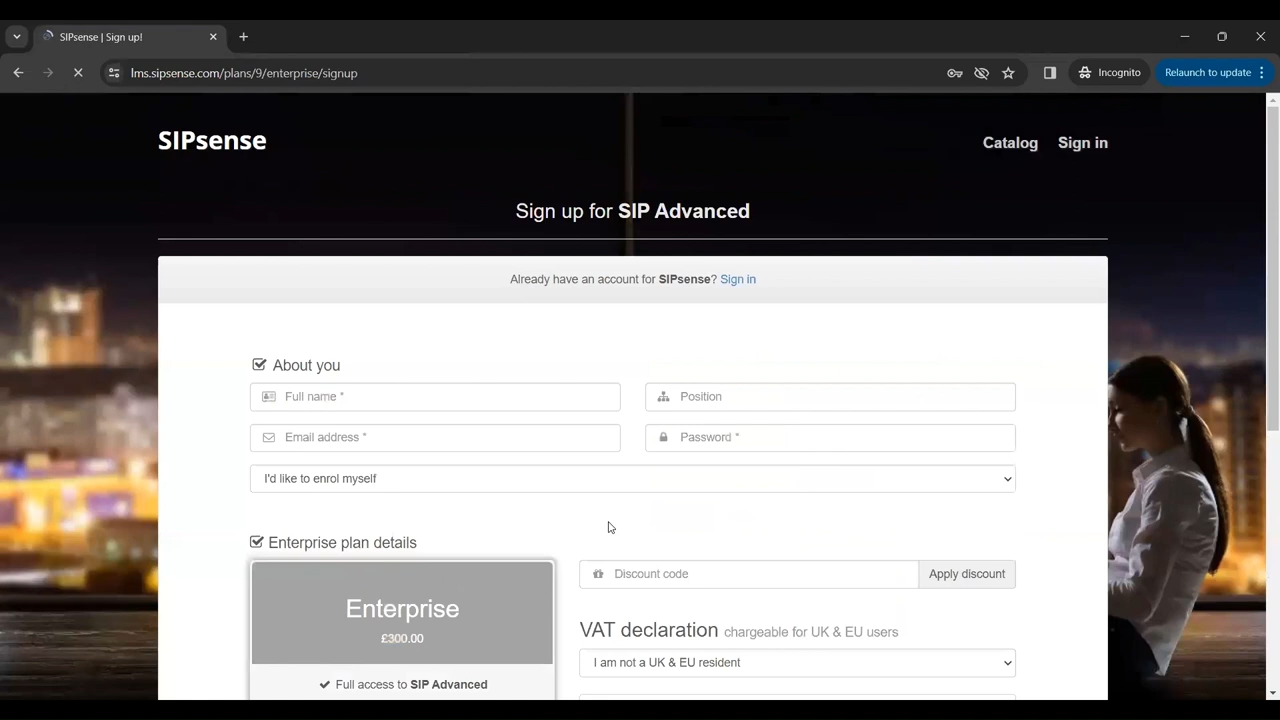 SIPsense | Sign up!
lms.sipsense.com/plans/9/enterprise/signup
Incognito
Relaunch to update
SIPsense
Catalog
Sign in
Sign up for SIP Advanced
Already have an account for SIPsense? Sign in
About you
Full name *
Position
Email address *
Password *
I'd like to enrol myself
Enterprise plan details
Enterprise
£300.00
Full access to SIP Advanced
Discount code
Apply discount
VAT declaration chargeable for UK & EU users
I am not a UK & EU resident